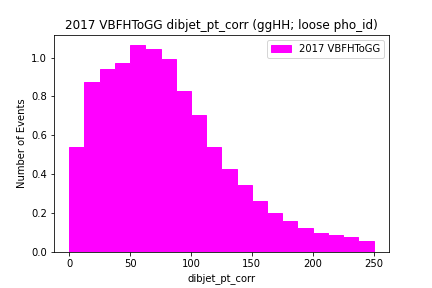 2017 VBFHToGG dibjet_pt_corr (ggHH; loose pho_id)
2017 VBFHToGG
Number of Events
1.0
0.8
0.6
0.4
0.2
0.0
0 50 100 150 200 250
dibjet_pt_corr